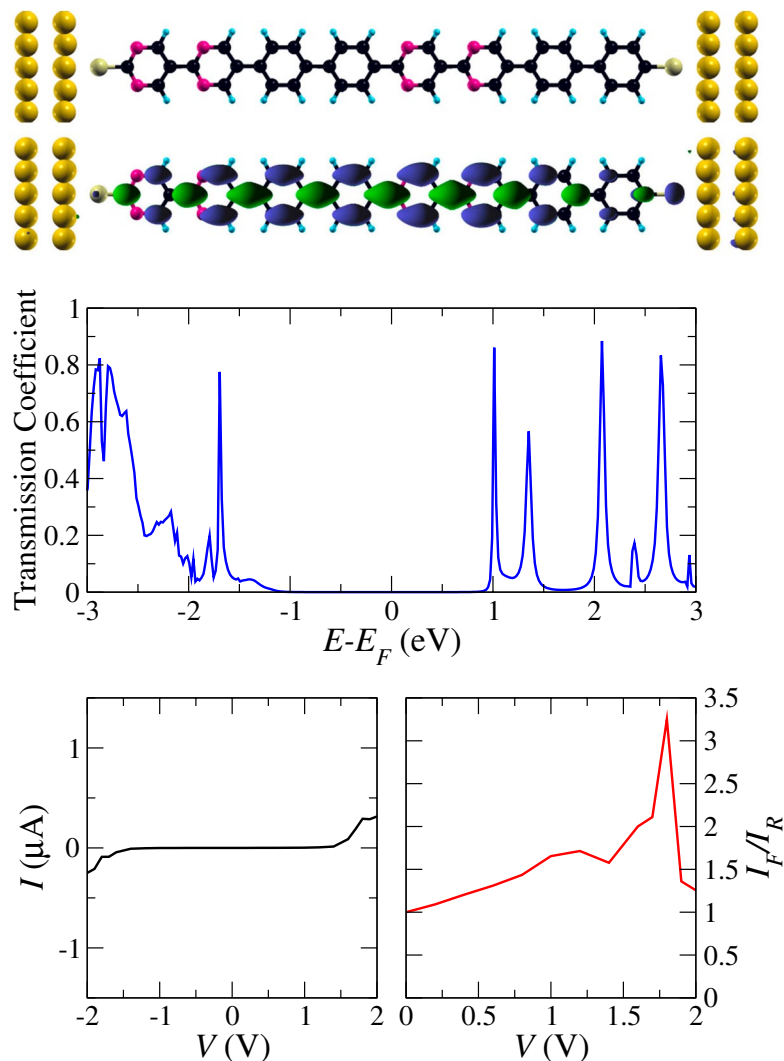 1
0.8
0.6
0.4
0.2
0
Transmission Coefficient
-3 -2 -1 0 1 2 3
E-E_F (eV)
1
0
-1
I (μA)
-2 -1 0 1 2
V (V)
3.5
3
2.5
2
1.5
1
0.5
0
I_F/I_R
0 0.5 1 1.5 2
V (V)